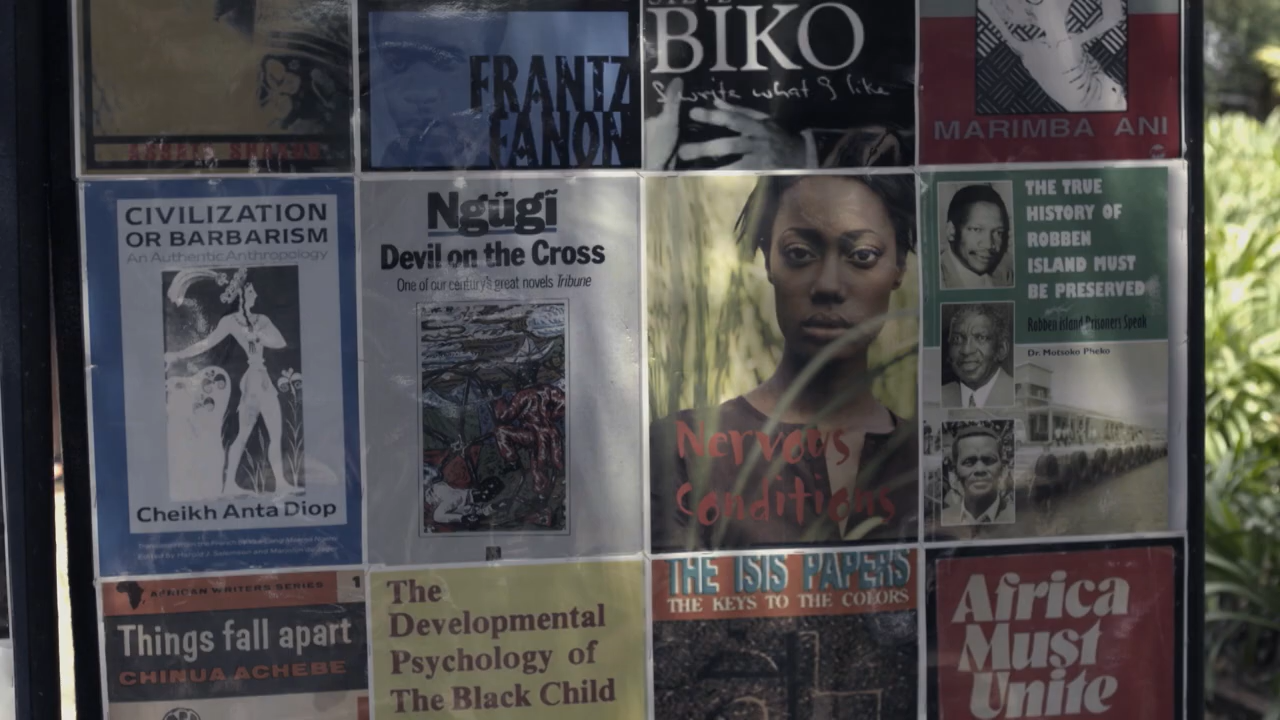 FRANTZ
FANON
BIKO
I write what I like
MARIMBA ANI
CIVILIZATION
OR BARBARISM
An Authentic Anthropology
Cheikh Anta Diop
Ngũgĩ
Devil on the Cross
One of our century's great novels Tribune
Nervous
Conditions
THE TRUE
HISTORY OF
ROBBEN
ISLAND MUST
BE PRESERVED
Robben Island Prisoners Speak
Dr. Motsoko Pheko
AFRICAN WRITERS SERIES 1
Things fall apart
CHINUA ACHEBE
The
Developmental
Psychology of
The Black Child
THE ISIS PAPERS
THE KEYS TO THE COLORS
Africa
Must
Unite